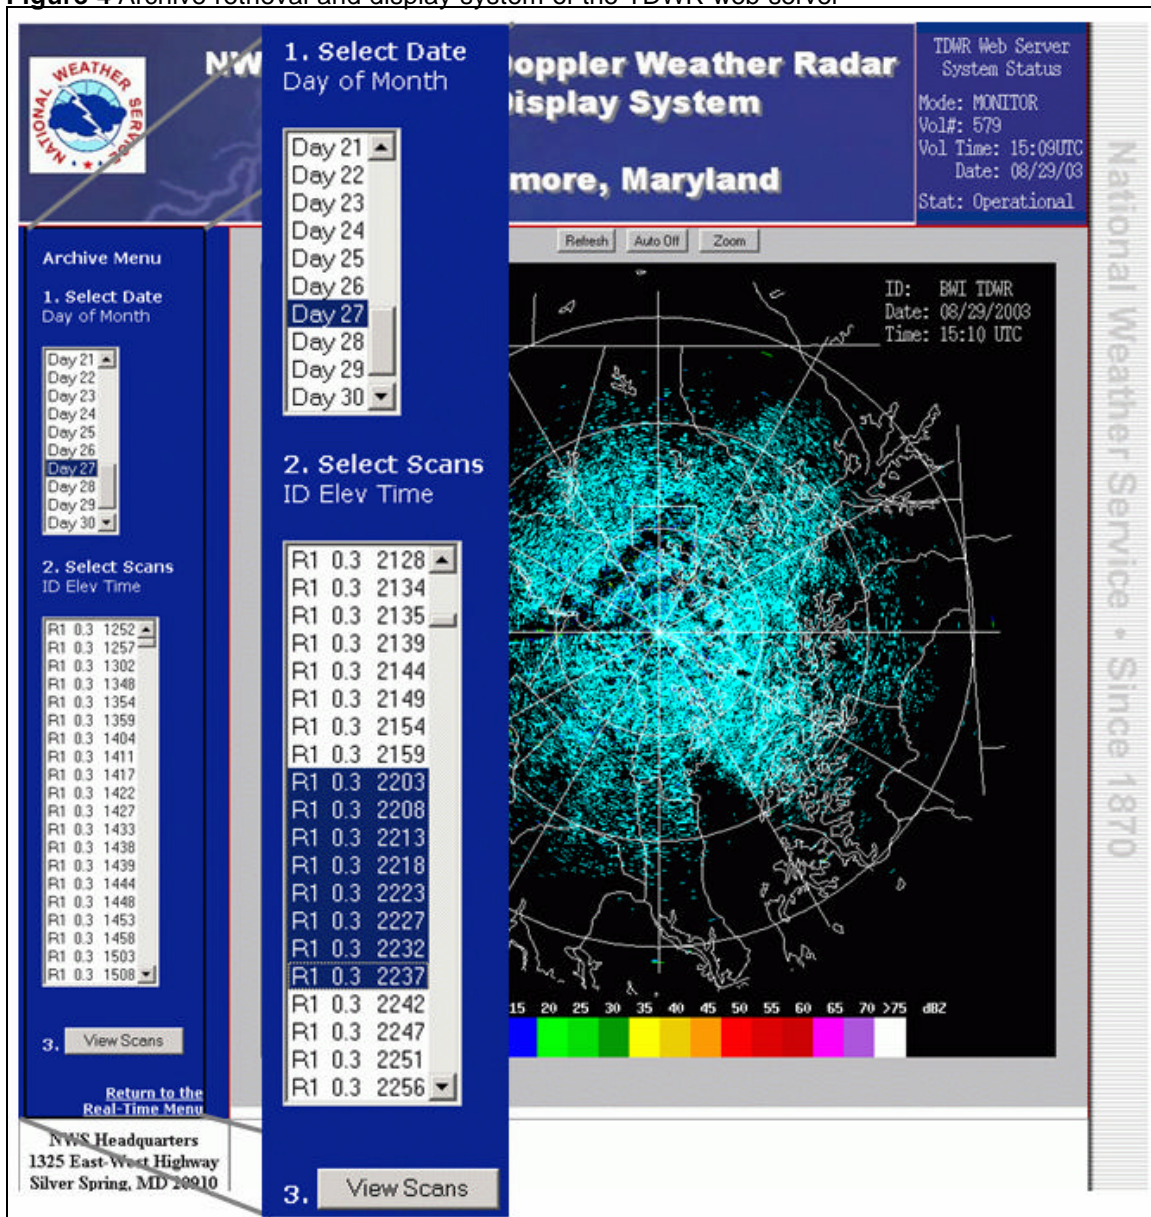 Figure 4 Archive retrieval and display system of the TDWR web server
NATIONAL WEATHER SERVICE
NW
oppler Weather Radar
isplay System
more, Maryland
TDWR Web Server
System Status
Mode: MONITOR
Vol#: 579
Vol Time: 15:09UTC
Date: 08/29/03
Stat: Operational
National Weather Service • Since 1870
Archive Menu
1. Select Date
Day of Month
Day 21
Day 22
Day 23
Day 24
Day 25
Day 26
Day 27
Day 28
Day 29
Day 30
2. Select Scans
ID Elev Time
R1 0.3 1252
R1 0.3 1257
R1 0.3 1302
R1 0.3 1348
R1 0.3 1354
R1 0.3 1359
R1 0.3 1404
R1 0.3 1411
R1 0.3 1417
R1 0.3 1422
R1 0.3 1427
R1 0.3 1433
R1 0.3 1438
R1 0.3 1439
R1 0.3 1444
R1 0.3 1448
R1 0.3 1453
R1 0.3 1458
R1 0.3 1503
R1 0.3 1508
3. View Scans
Return to the
Real-Time Menu
NWS Headquarters
1325 East-West Highway
Silver Spring, MD 20910
1. Select Date
Day of Month
Day 21
Day 22
Day 23
Day 24
Day 25
Day 26
Day 27
Day 28
Day 29
Day 30
2. Select Scans
ID Elev Time
R1 0.3 2128
R1 0.3 2134
R1 0.3 2135
R1 0.3 2139
R1 0.3 2144
R1 0.3 2149
R1 0.3 2154
R1 0.3 2159
R1 0.3 2203
R1 0.3 2208
R1 0.3 2213
R1 0.3 2218
R1 0.3 2223
R1 0.3 2227
R1 0.3 2232
R1 0.3 2237
R1 0.3 2242
R1 0.3 2247
R1 0.3 2251
R1 0.3 2256
3. View Scans
Refresh Auto Off Zoom
ID: BWI TDWR
Date: 08/29/2003
Time: 15:10 UTC
15 20 25 30 35 40 45 50 55 60 65 70 >75 dBZ